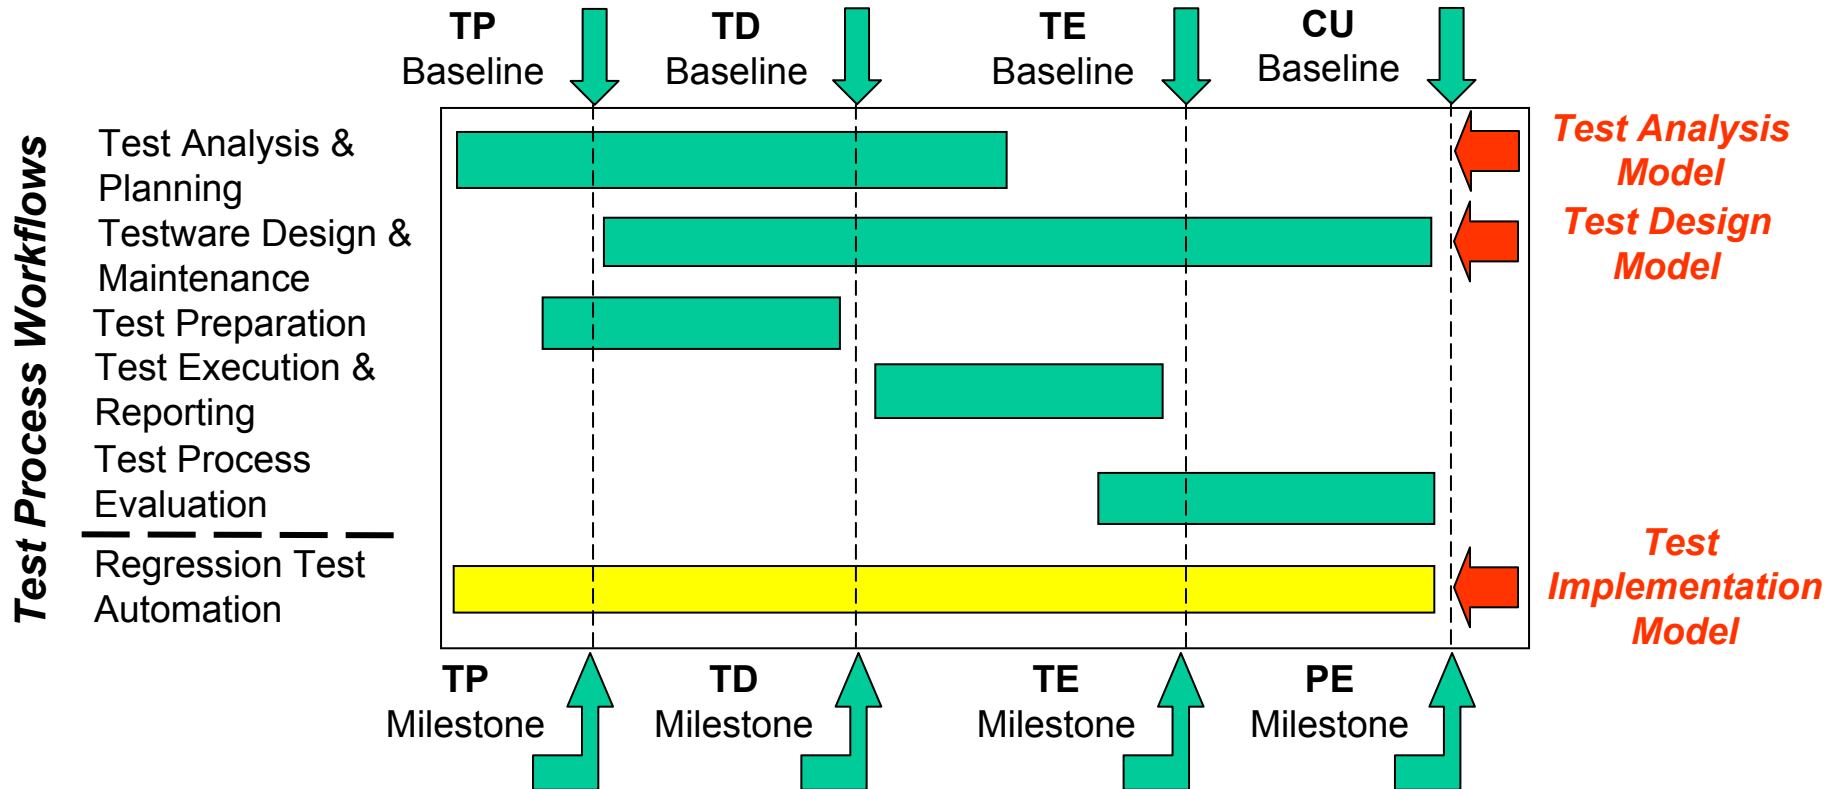 TP
Baseline
TD
Baseline
TE
Baseline
CU
Baseline
Test Process Workflows
Test Analysis &
Planning
Testware Design &
Maintenance
Test Preparation
Test Execution &
Reporting
Test Process
Evaluation
Regression Test
Automation
Test Analysis
Model
Test Design
Model
Test
Implementation
Model
TP
Milestone
TD
Milestone
TE
Milestone
PE
Milestone